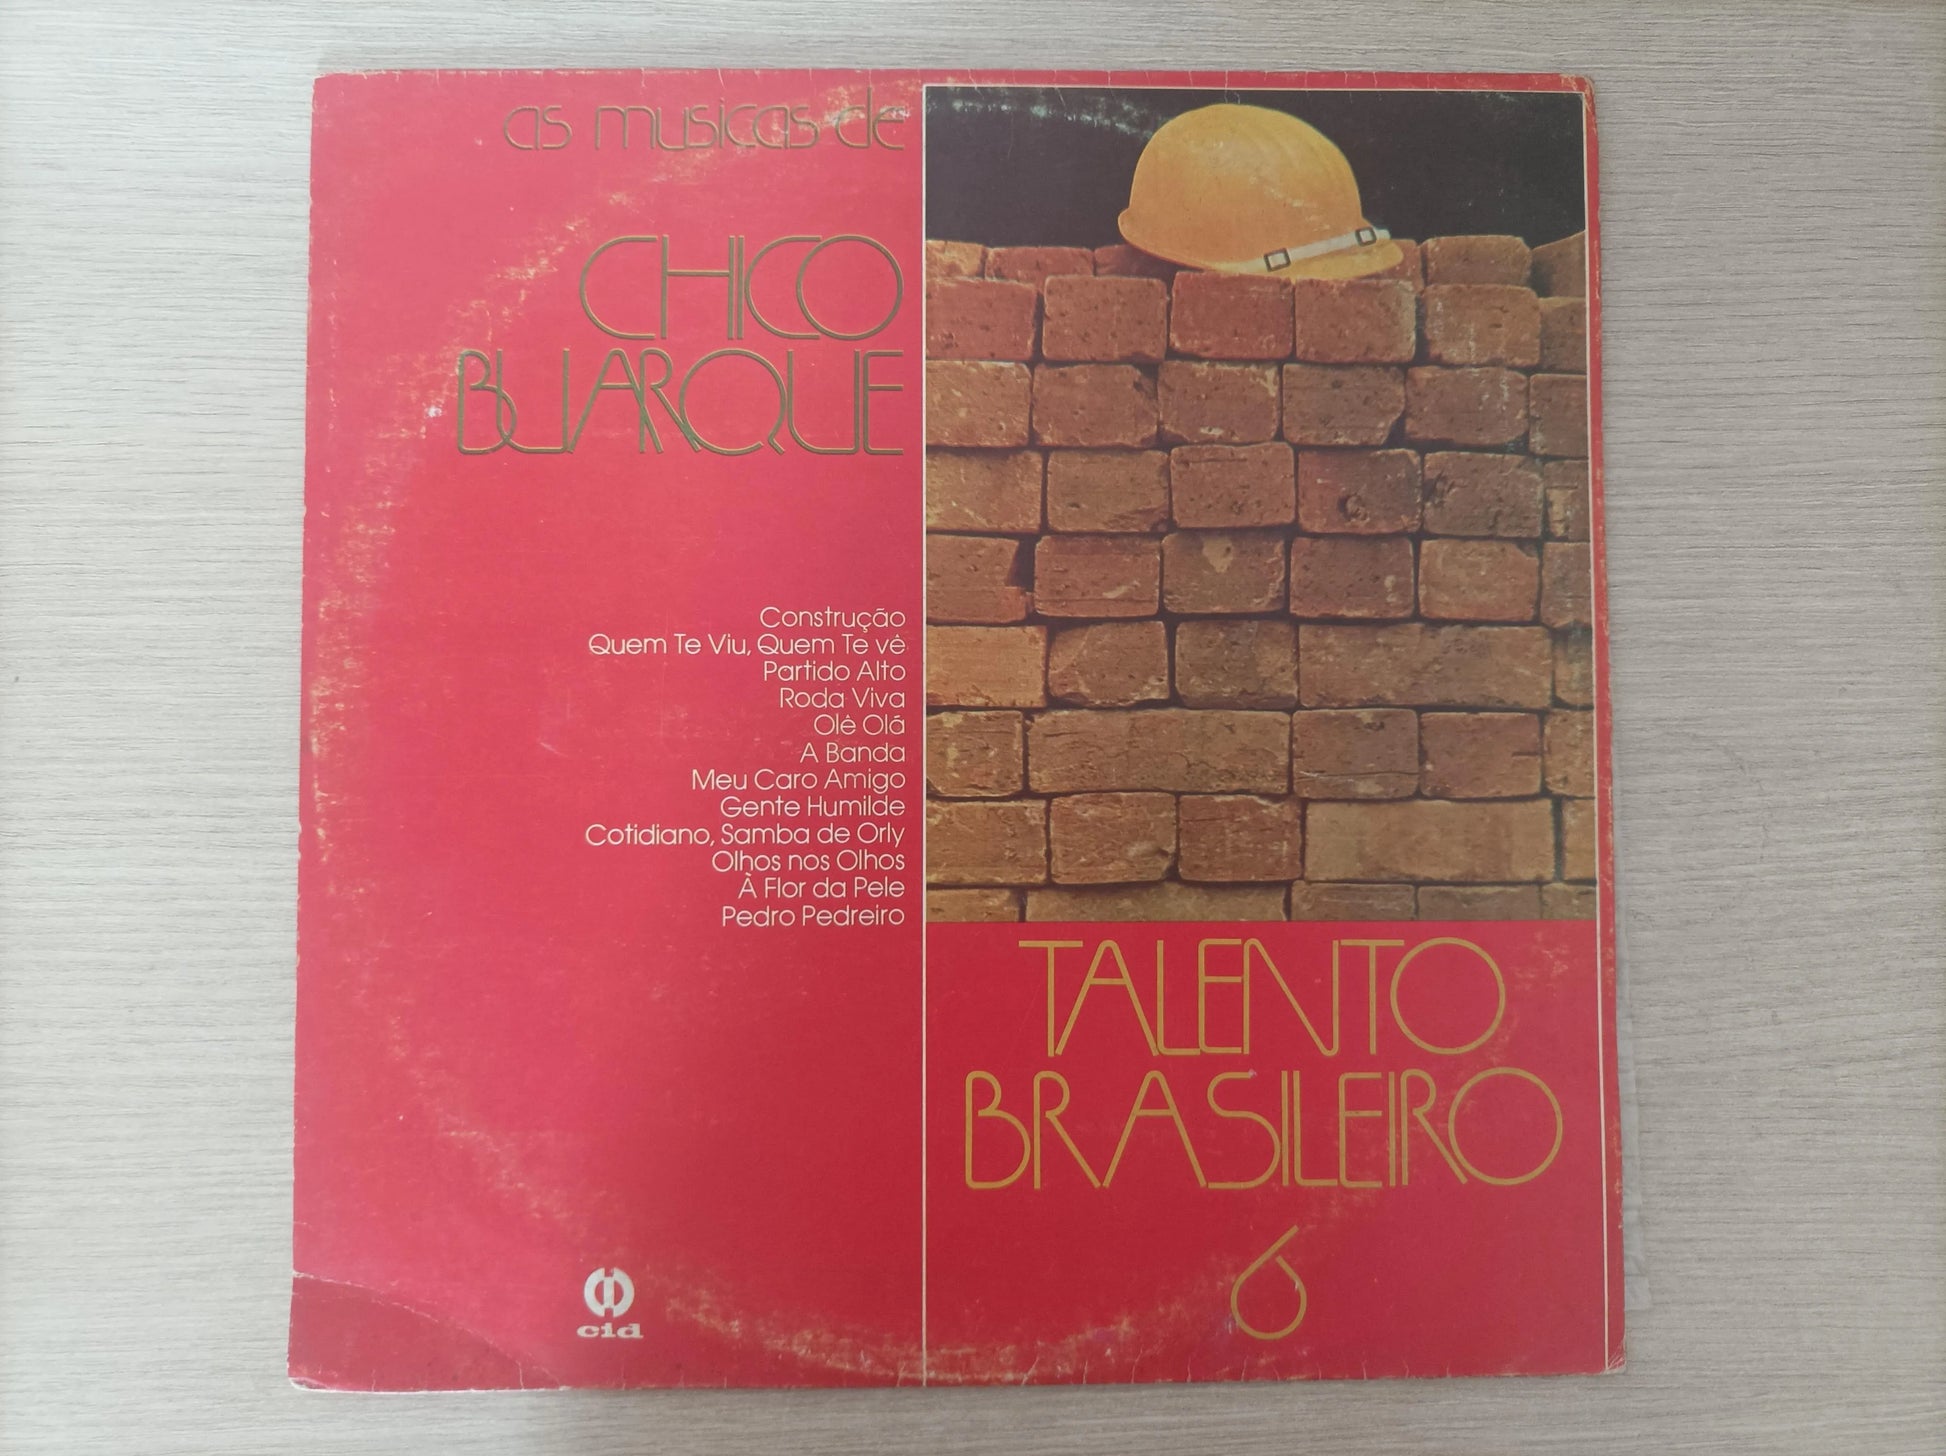 as musicas de
CHICO
BUARQUE
Construção
Quem Te Viu, Quem Te vê
Partido Alto
Roda Viva
Olê Olá
A Banda
Meu Caro Amigo
Gente Humilde
Cotidiano, Samba de Orly
Olhos nos Olhos
À Flor da Pele
Pedro Pedreiro
cid
TALENTO
BRASILEIRO
6